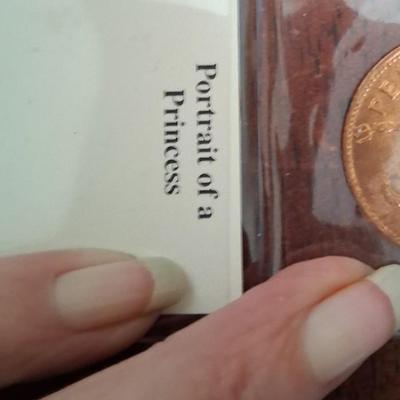 Portrait of a
Princess